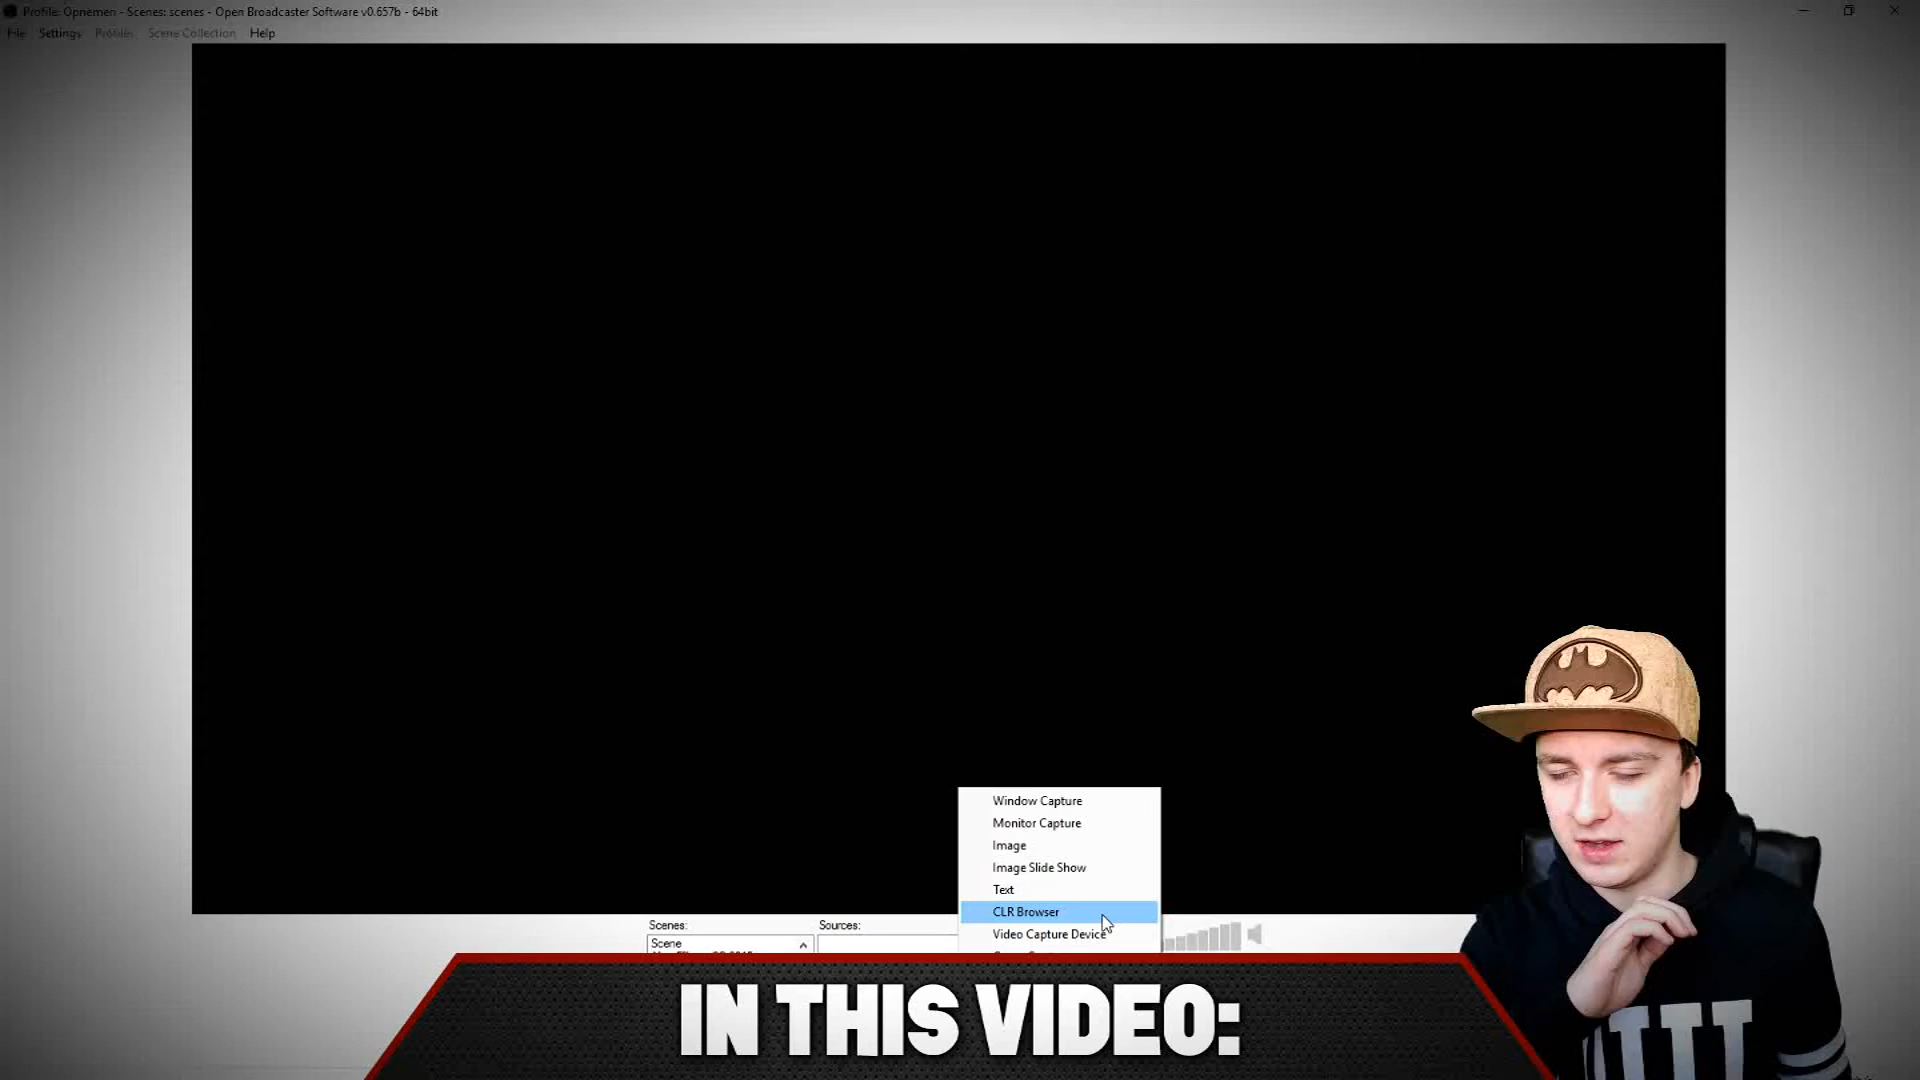 Profile: Opnemen - Scenes: scenes - Open Broadcaster Software v0.657b - 64bit
File Settings Profiles Scene Collection Help
Window Capture
Monitor Capture
Image
Image Slide Show
Text
CLR Browser
Video Capture Device
Scenes: Sources:
Scene
IN THIS VIDEO: